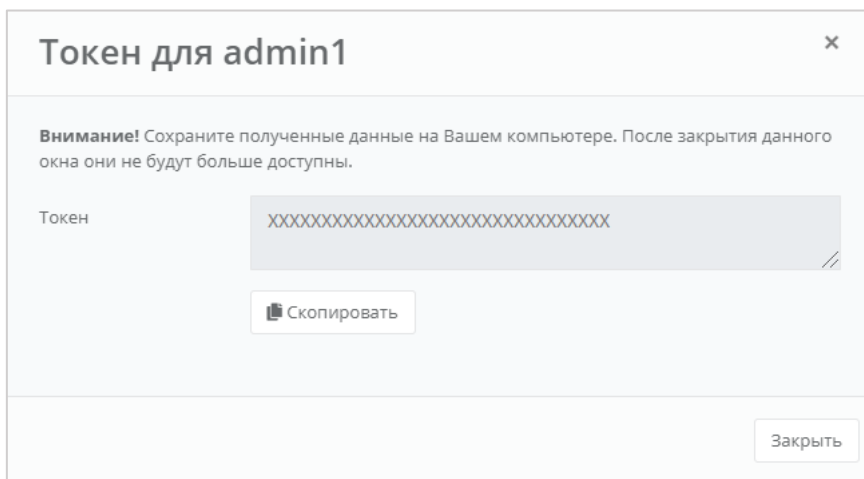 Токен для admin1
×
Внимание! Сохраните полученные данные на Вашем компьютере. После закрытия данного
окна они не будут больше доступны.
Токен
XXXXXXXXXXXXXXXXXXXXXXXXXXXXXXXX
Скопировать
Закрыть